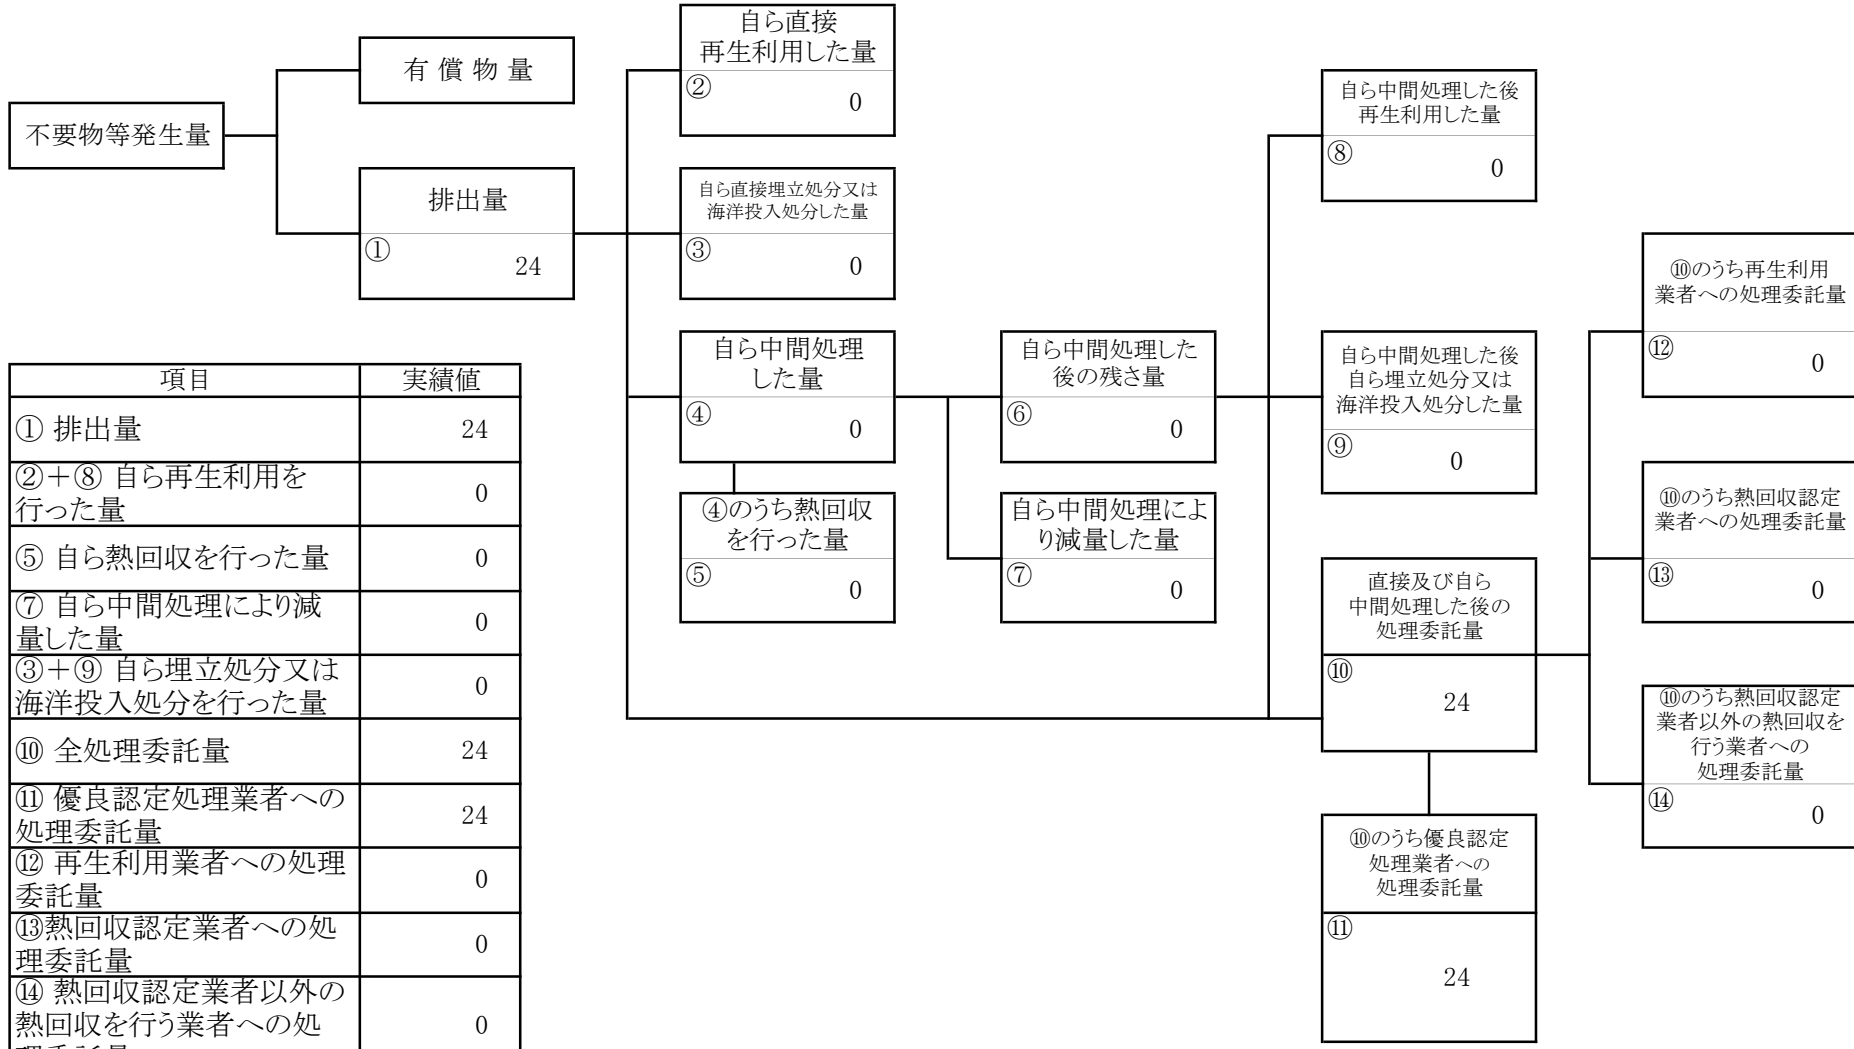 不要物等発生量
有 償 物 量
排出量
①
24
自ら直接
再生利用した量
②
0
自ら直接埋立処分又は
海洋投入処分した量
③
0
自ら中間処理
した量
④
0
④のうち熱回収
を行った量
⑤
0
自ら中間処理した
後の残さ量
⑥
0
自ら中間処理によ
り減量した量
⑦
0
自ら中間処理した後
再生利用した量
⑧
0
自ら中間処理した後
自ら埋立処分又は
海洋投入処分した量
⑨
0
直接及び自ら
中間処理した後の
処理委託量
⑩
24
⑩のうち優良認定
処理業者への
処理委託量
⑪
24
⑩のうち再生利用
業者への処理委託量
⑫
0
⑩のうち熱回収認定
業者への処理委託量
⑬
0
⑩のうち熱回収認定
業者以外の熱回収を
行う業者への
処理委託量
⑭
0
項目 実績値
① 排出量 24
②+⑧ 自ら再生利用を
行った量 0
⑤ 自ら熱回収を行った量 0
⑦ 自ら中間処理により減
量した量 0
③+⑨ 自ら埋立処分又は
海洋投入処分を行った量 0
⑩ 全処理委託量 24
⑪ 優良認定処理業者への
処理委託量 24
⑫ 再生利用業者への処理
委託量 0
⑬熱回収認定業者への処
理委託量 0
⑭ 熱回収認定業者以外の
熱回収を行う業者への処 0